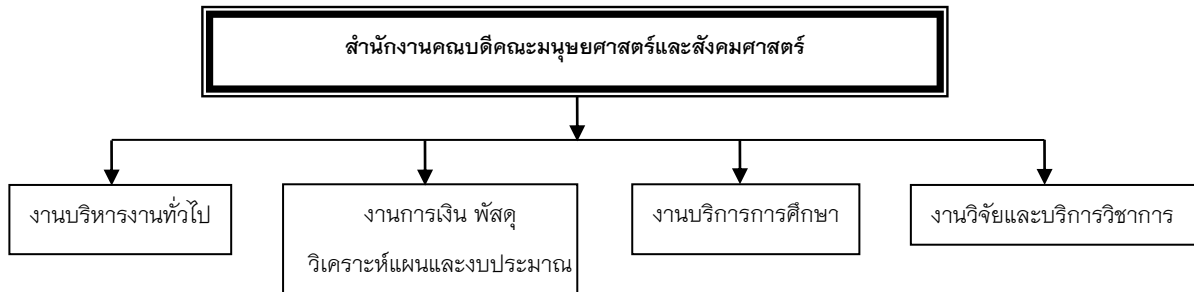 สำนักงานคณบดีคณะมนุษยศาสตร์และสังคมศาสตร์
งานบริหารงานทั่วไป
งานการเงิน พัสดุ
วิเคราะห์แผนและงบประมาณ
งานบริการการศึกษา
งานวิจัยและบริการวิชาการ